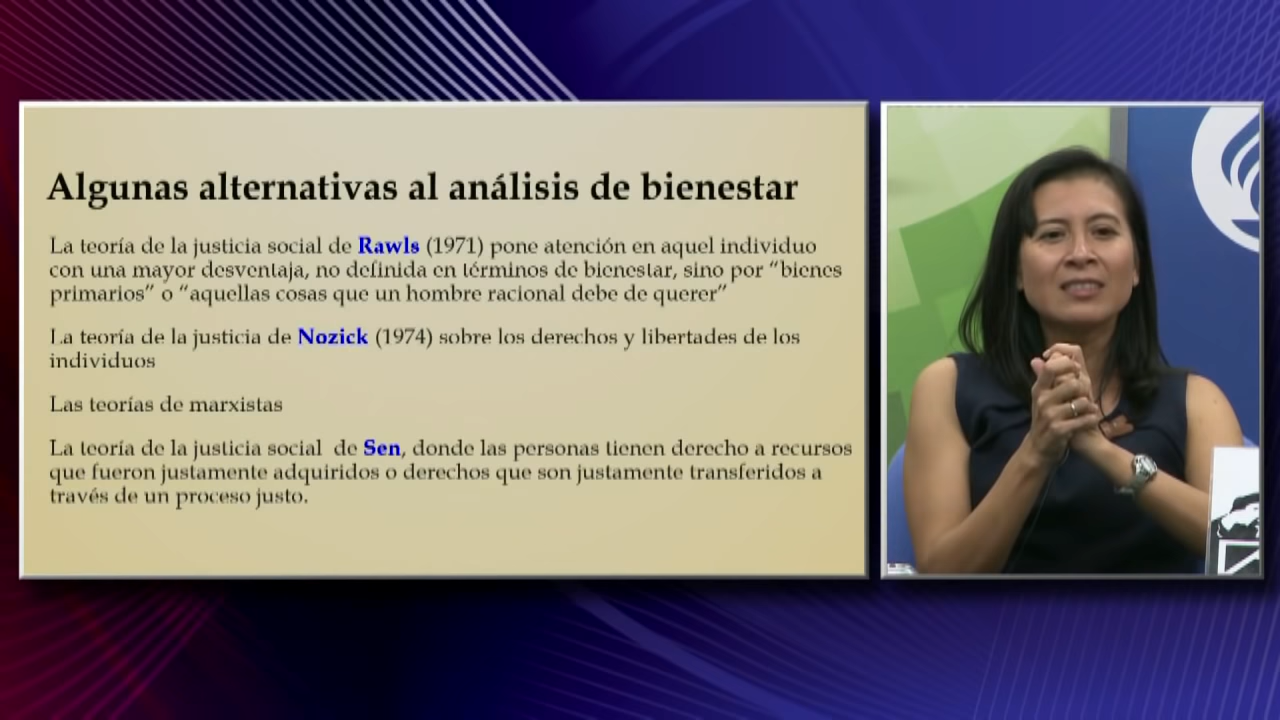 Algunas alternativas al análisis de bienestar
La teoría de la justicia social de Rawls (1971) pone atención en aquel individuo
con una mayor desventaja, no definida en términos de bienestar, sino por “bienes
primarios” o “aquellas cosas que un hombre racional debe de querer”
La teoría de la justicia de Nozick (1974) sobre los derechos y libertades de los
individuos
Las teorías de marxistas
La teoría de la justicia social de Sen, donde las personas tienen derecho a recursos
que fueron justamente adquiridos o derechos que son justamente transferidos a
través de un proceso justo.